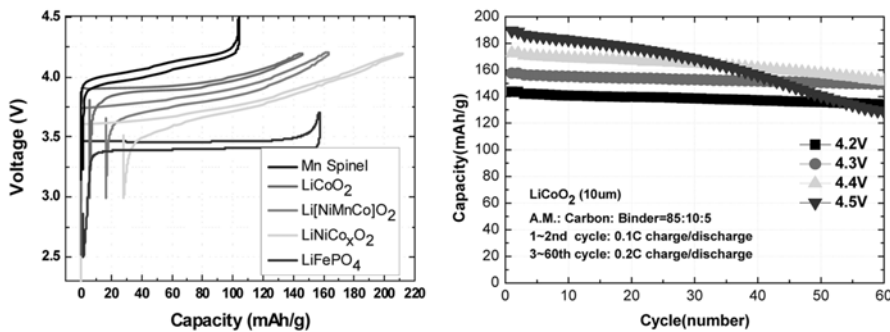 Voltage (V)
4.5
4.0
3.5
3.0
2.5
0 20 40 60 80 100 120 140 160 180 200 220
Capacity (mAh/g)
Mn Spinel
LiCoO₂
Li[NiMnCo]O₂
LiNiCoₓO₂
LiFePO₄
Capacity(mAh/g)
200
180
160
140
120
100
80
60
40
20
0
0 10 20 30 40 50 60
Cycle(number)
4.2V
4.3V
4.4V
4.5V
LiCoO₂ (10um)
A.M.: Carbon: Binder=85:10:5
1~2nd cycle: 0.1C charge/discharge
3~60th cycle: 0.2C charge/discharge